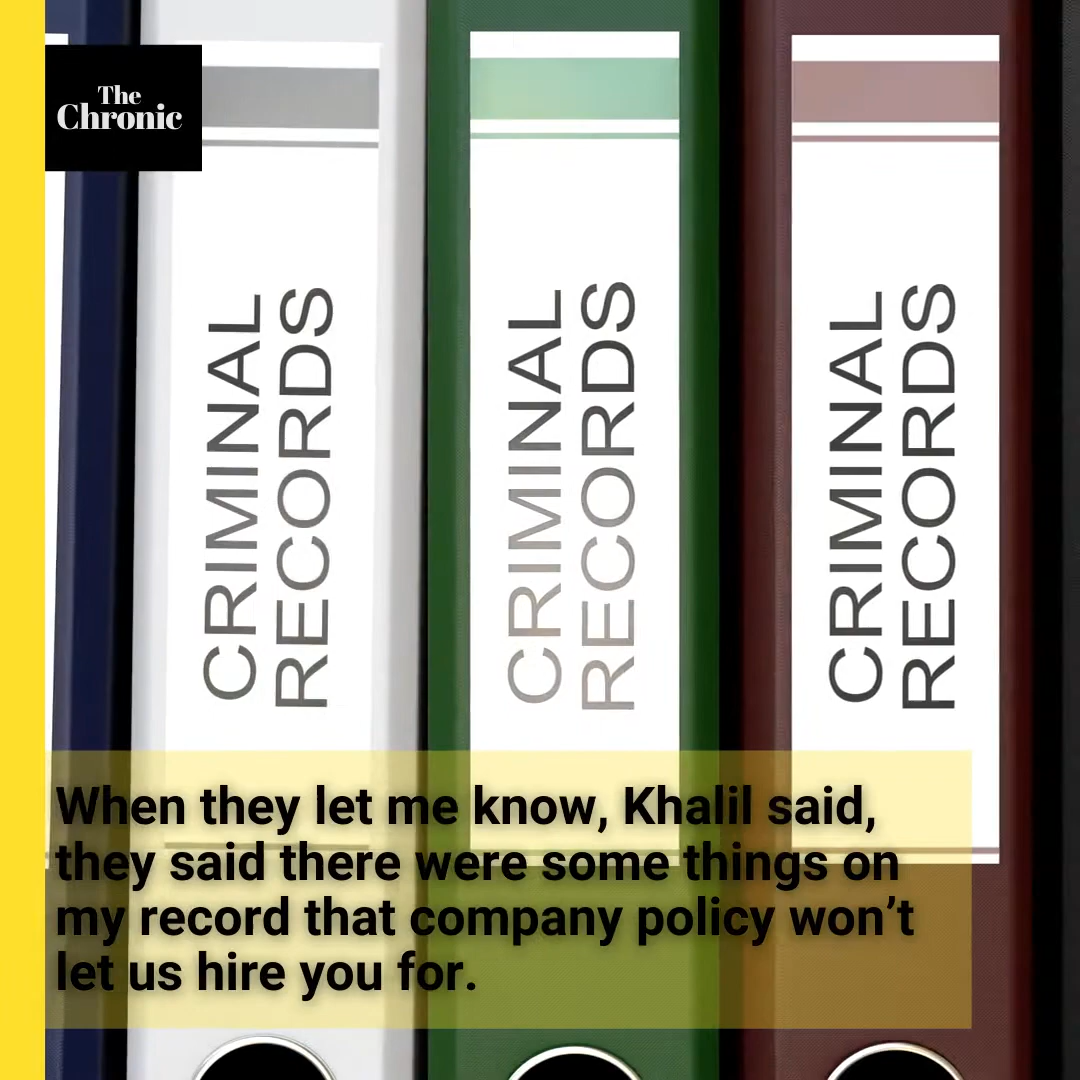 The
Chronic
CRIMINAL
RECORDS
CRIMINAL
RECORDS
CRIMINAL
RECORDS
When they let me know, Khalil said,
they said there were some things on
my record that company policy won’t
let us hire you for.